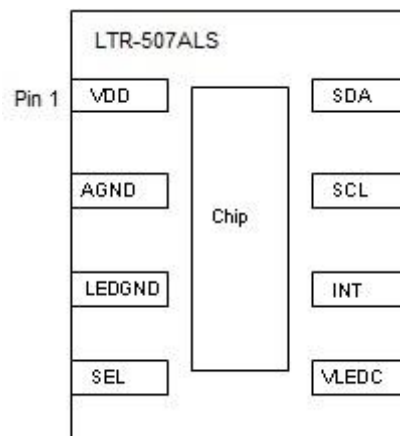 LTR-507ALS
Pin 1 VDD SDA
AGND SCL
Chip
LEDGND INT
SEL VLEDC